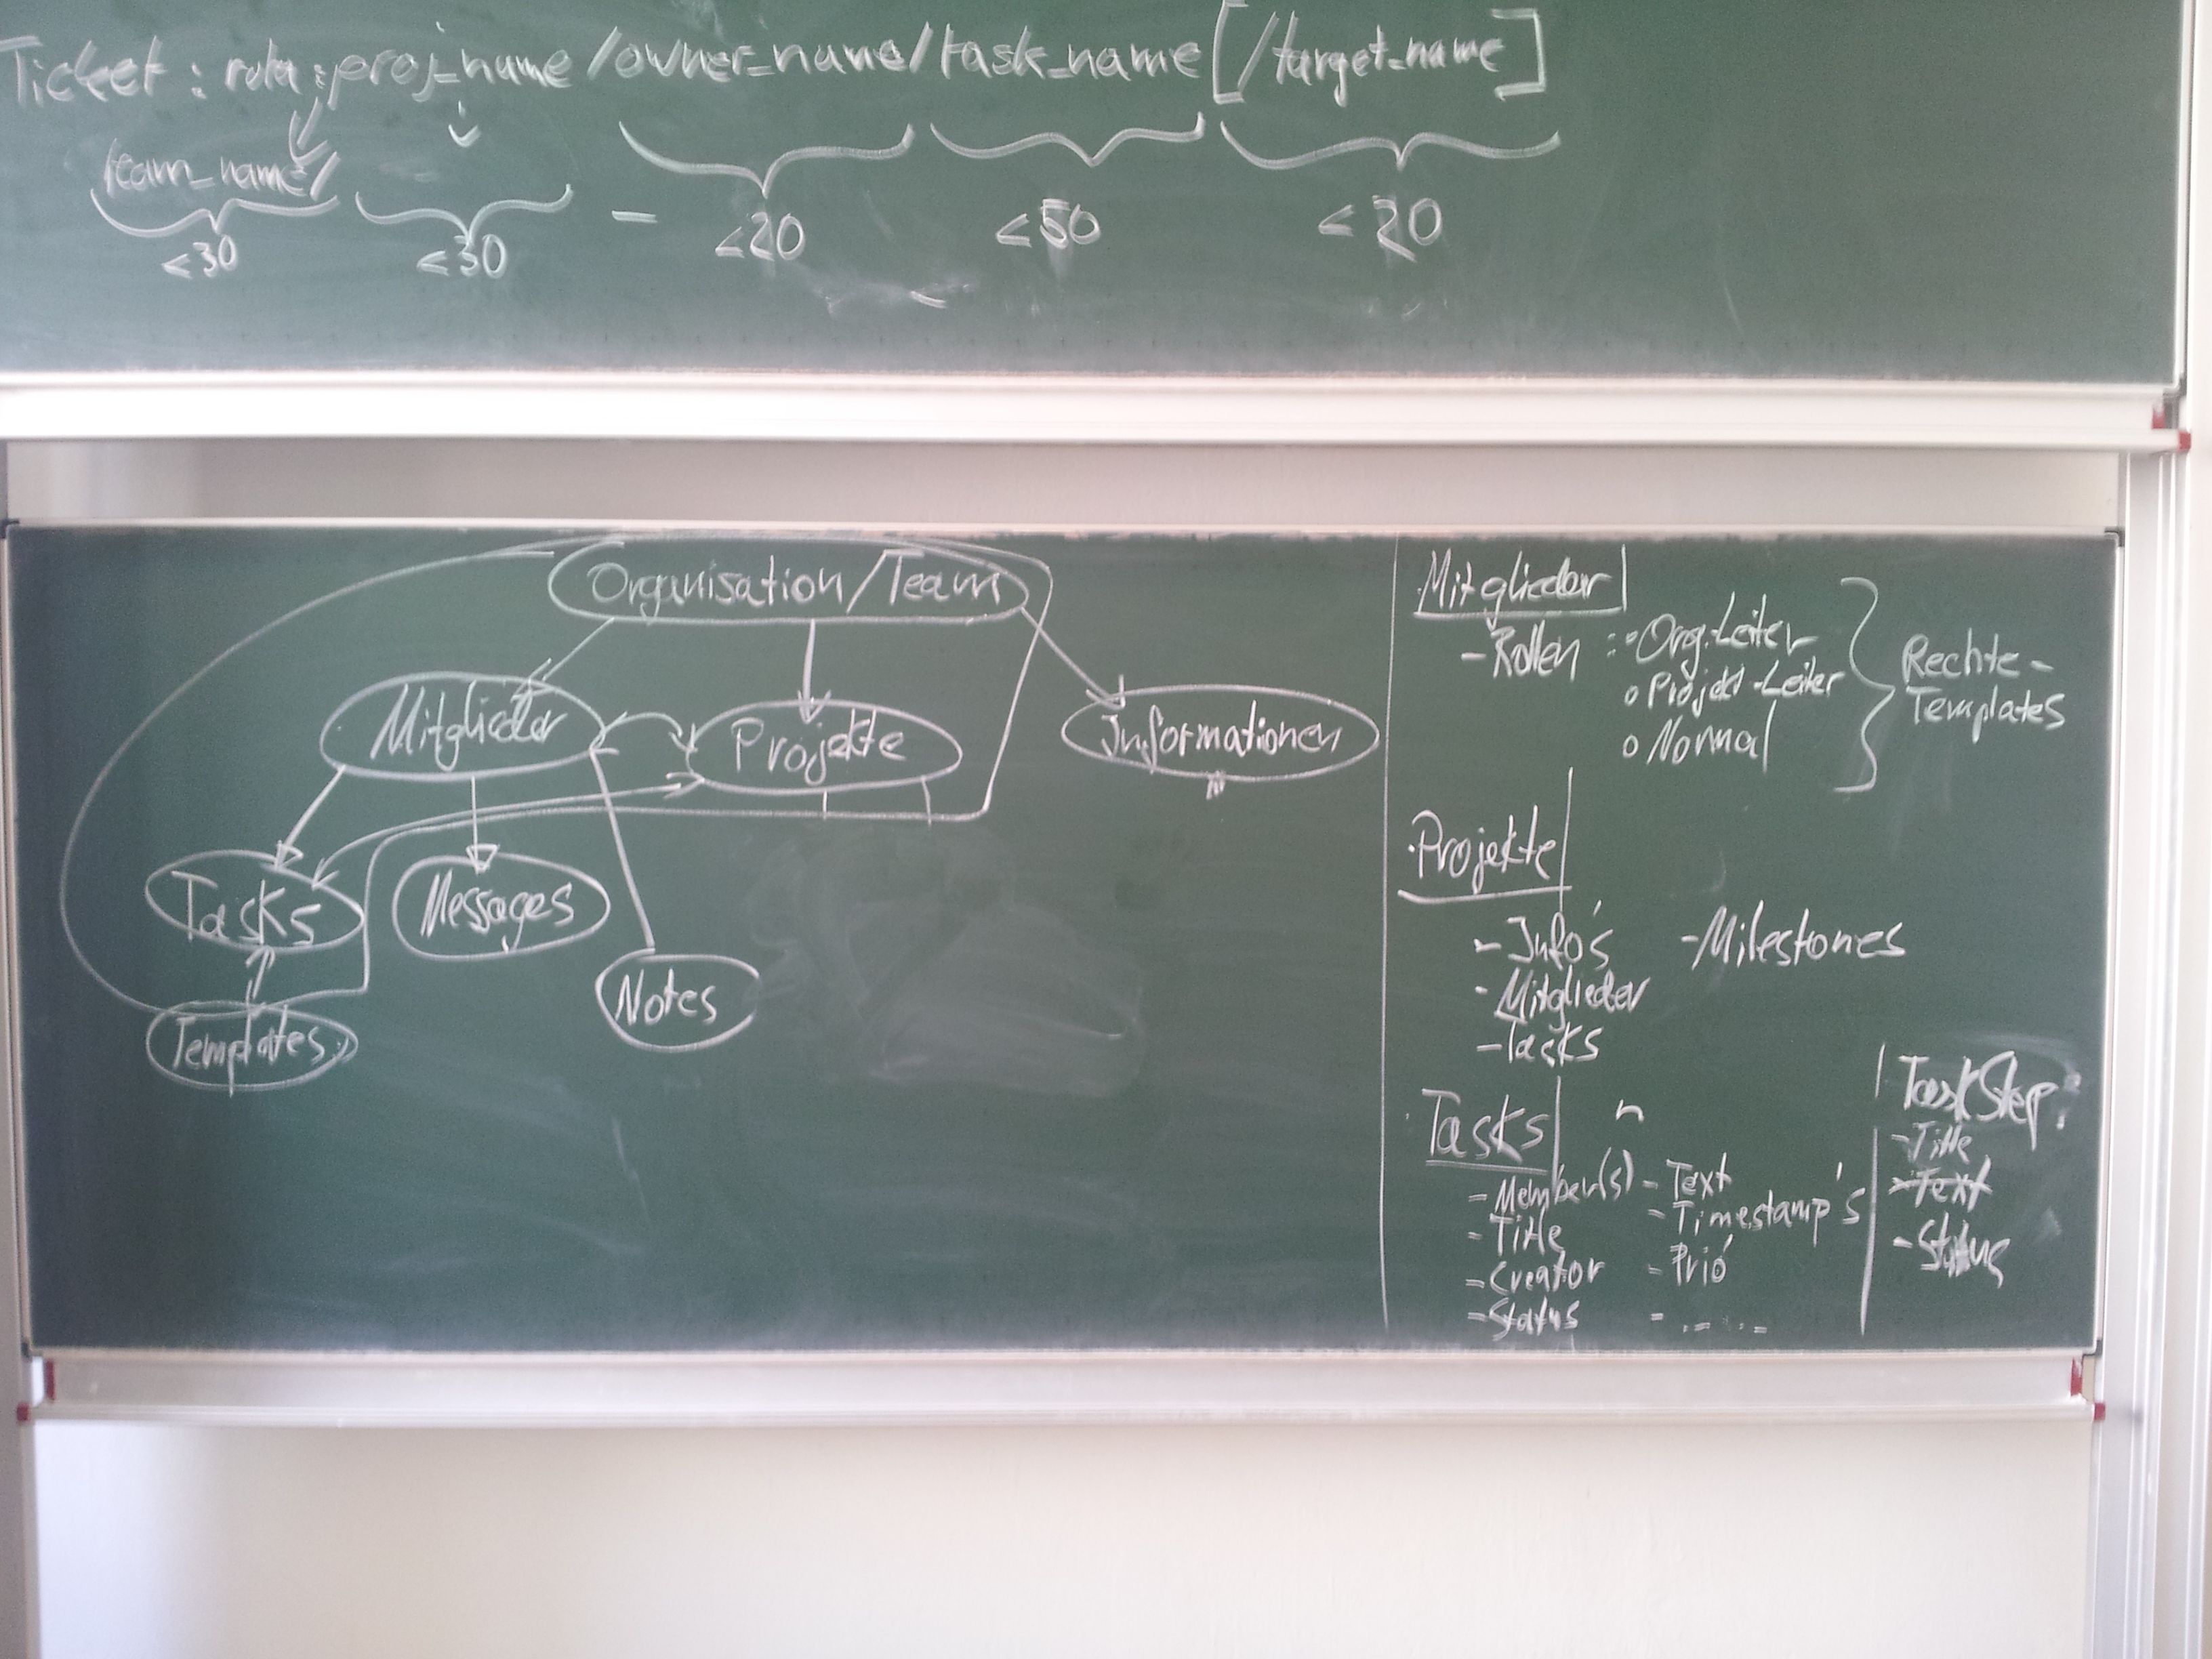 Ticket : rota:proj_name/owner_name/task_name[/target_name]
team_name/
<30 <30 - <20 <50 <20
Organisation/Team
Mitglieder
Projekte
Informationen
Tasks
Messages
Notes
Templates
Mitglieder
- Rollen : o Org.-Leiter
o Projekt-Leiter
o Normal
Rechte-
Templates
Projekte
- Info's
- Milestones
- Mitglieder
- Tasks
Tasks
- Member(s)
- Title
- Creator
- Status
- Text
- Timestamp's
- Prio
- .....
TaskStep
- Title
- Text
- Status